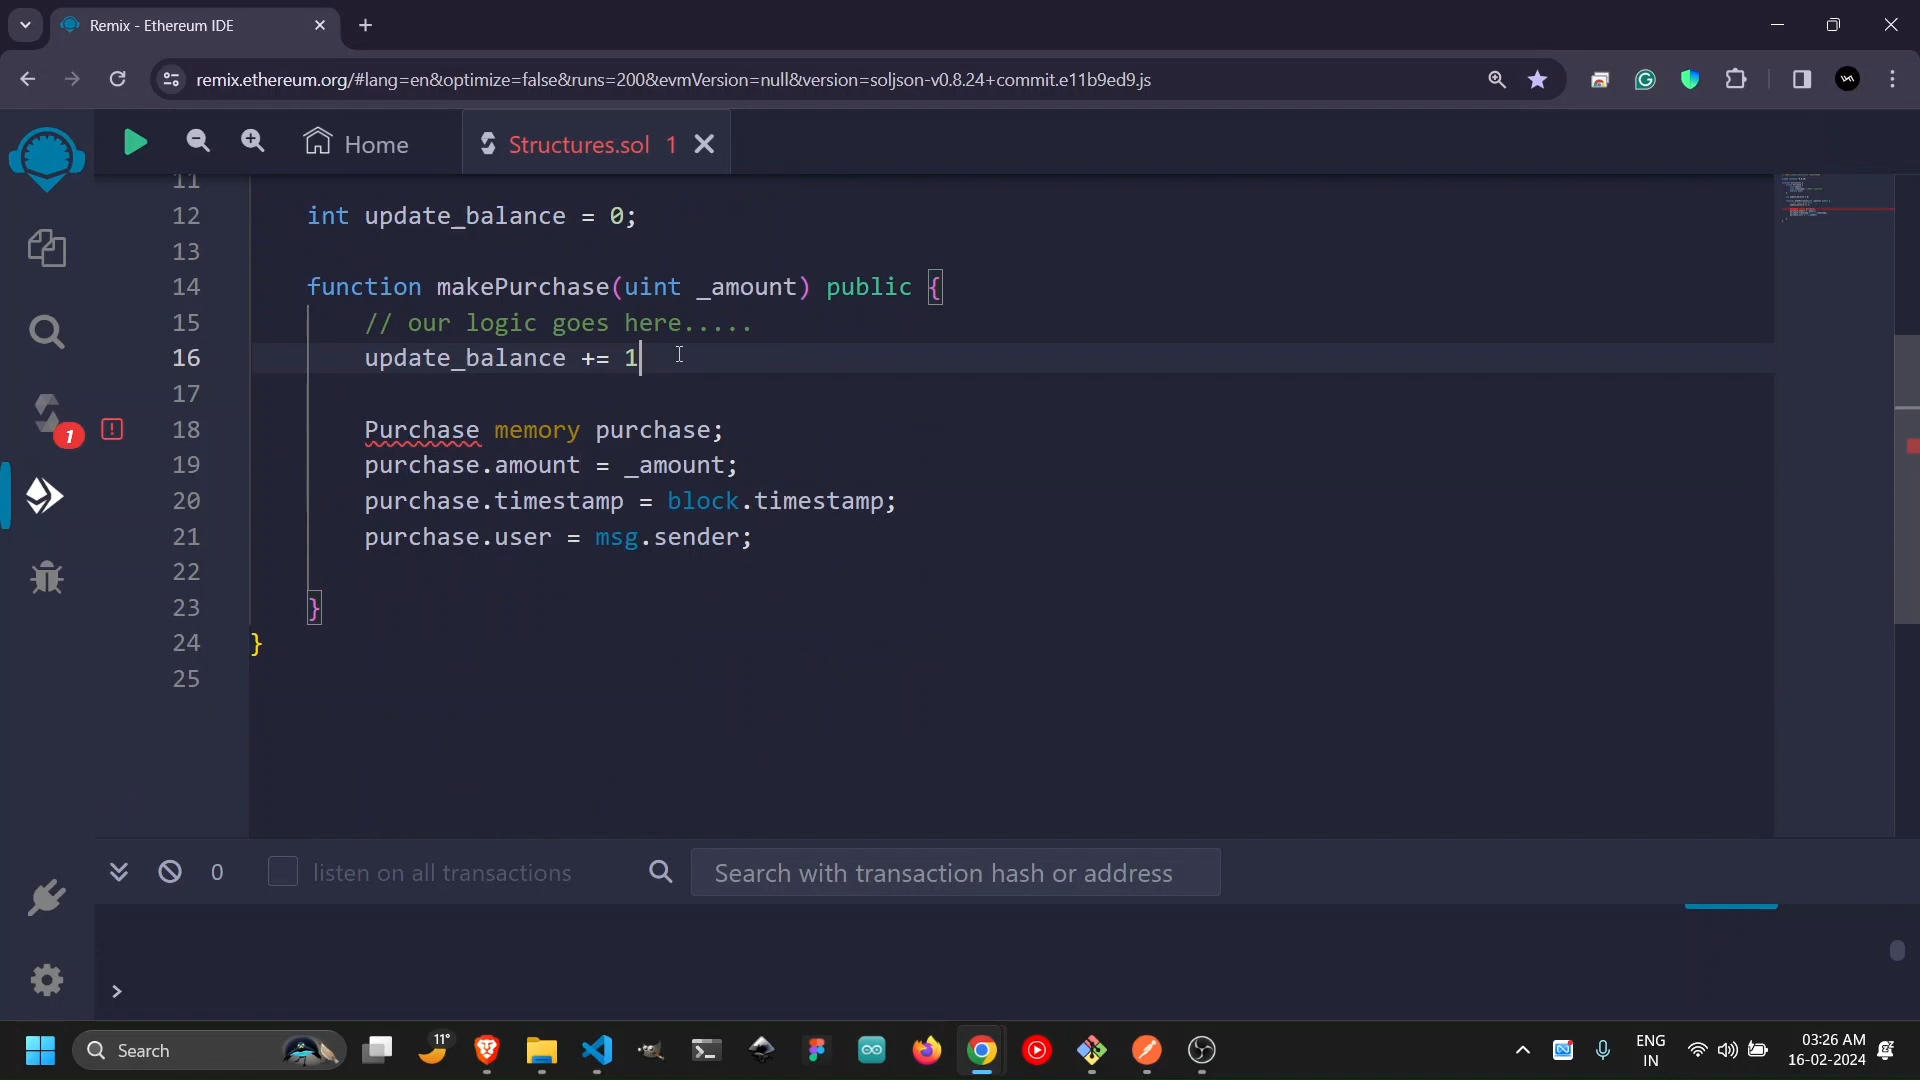 Remix - Ethereum IDE
remix.ethereum.org/#lang=en&optimize=false&runs=200&evmVersion=null&version=soljson-v0.8.24+commit.e11b9ed9.js
Home
Structures.sol 1
11
12 int update_balance = 0;
13
14 function makePurchase(uint _amount) public {
15 // our logic goes here.....
16 update_balance += 1
17
1
18 Purchase memory purchase;
19 purchase.amount = _amount;
20 purchase.timestamp = block.timestamp;
21 purchase.user = msg.sender;
22
23 }
24 }
25
0 listen on all transactions Search with transaction hash or address
>
Search
11°
ENG
IN
03:26 AM
16-02-2024